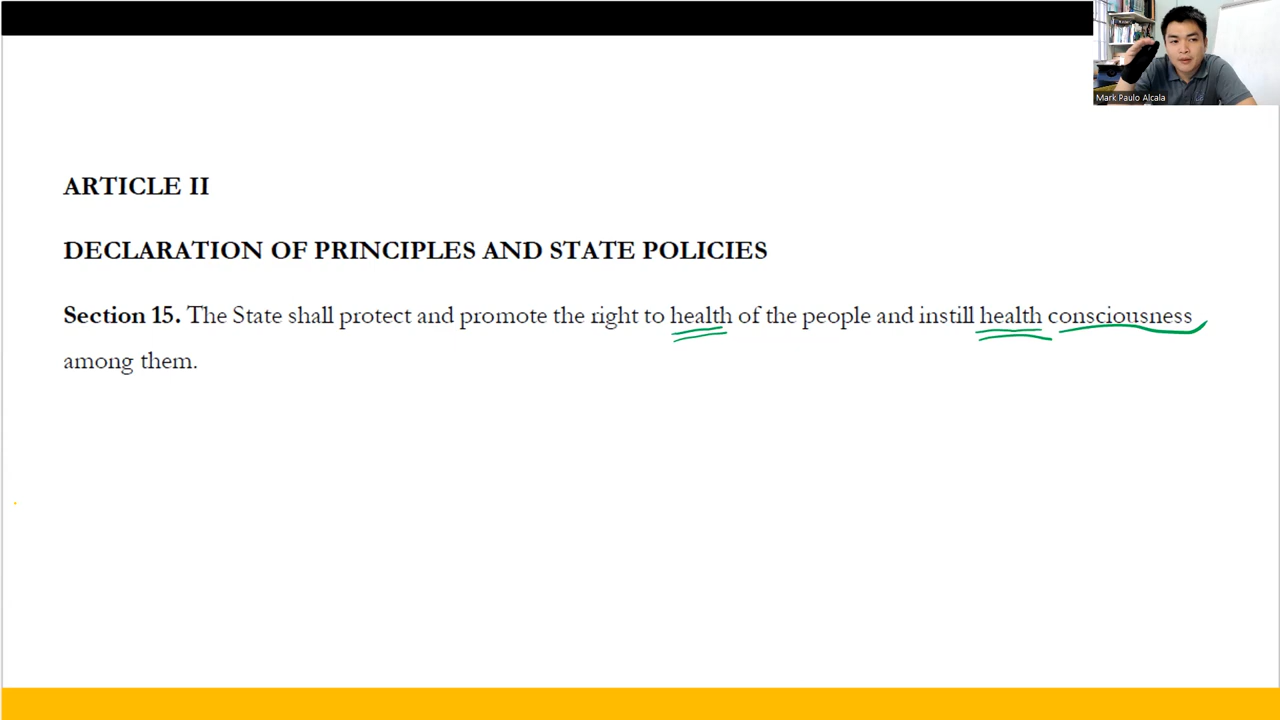 Mark Paulo Alcala
ARTICLE II
DECLARATION OF PRINCIPLES AND STATE POLICIES
Section 15. The State shall protect and promote the right to health of the people and instill health consciousness
among them.